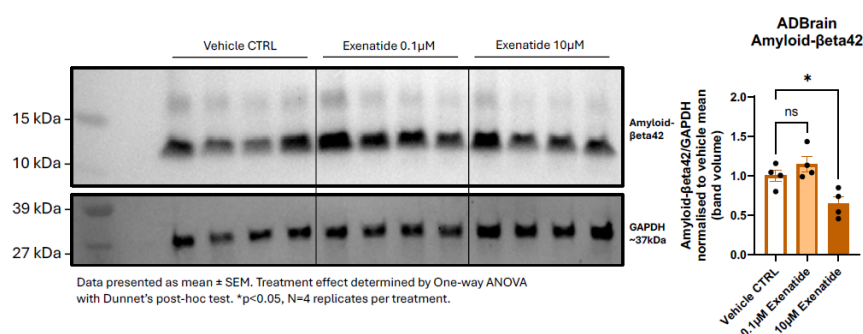 Vehicle CTRL
Exenatide 0.1µM
Exenatide 10µM
15 kDa
10 kDa
Amyloid-
βeta42
39 kDa
27 kDa
GAPDH
~37kDa
Data presented as mean ± SEM. Treatment effect determined by One-way ANOVA
with Dunnet's post-hoc test. *p<0.05, N=4 replicates per treatment.
ADBrain
Amyloid-βeta42
*
ns
Amyloid-βeta42/GAPDH
normalised to vehicle mean
(band volume)
2.0
1.5
1.0
0.5
0.0
Vehicle CTRL
0.1µM Exenatide
10µM Exenatide